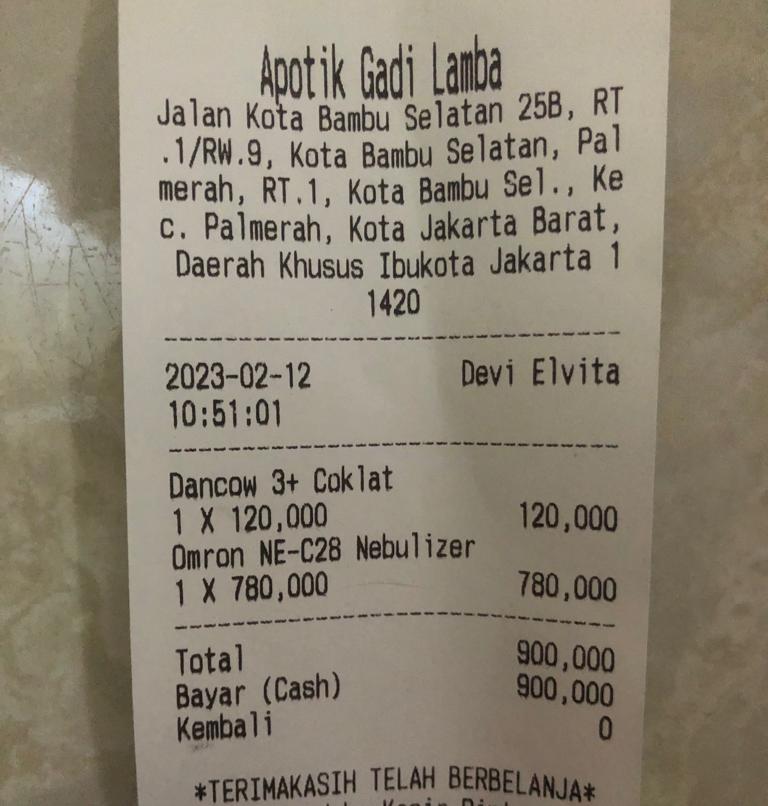 Apotik Gadi Lamba
Jalan Kota Bambu Selatan 25B, RT
.1/RW.9, Kota Bambu Selatan, Pal
merah, RT.1, Kota Bambu Sel., Ke
c. Palmerah, Kota Jakarta Barat,
Daerah Khusus Ibukota Jakarta 1
1420
2023-02-12 Devi Elvita
10:51:01
Dancow 3+ Coklat
1 X 120,000 120,000
Omron NE-C28 Nebulizer
1 X 780,000 780,000
Total 900,000
Bayar (Cash) 900,000
Kembali 0
*TERIMAKASIH TELAH BERBELANJA*